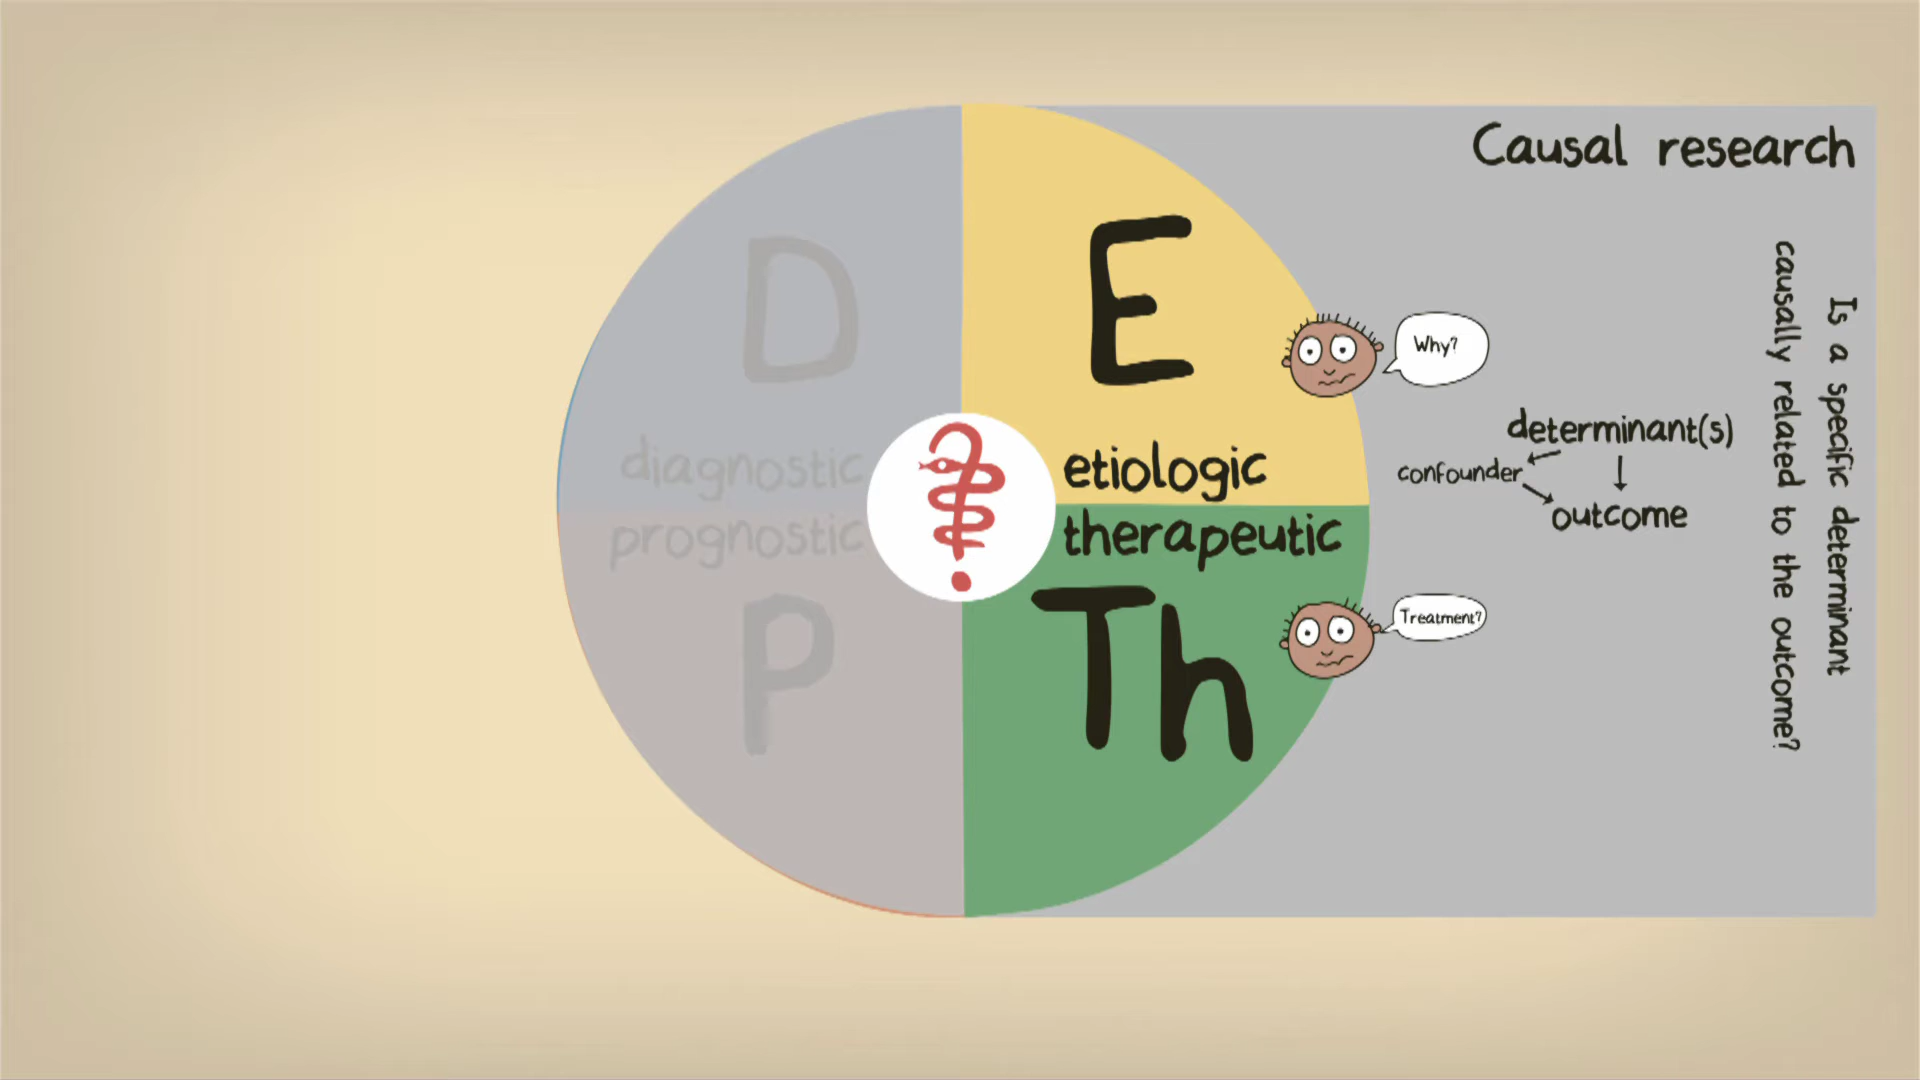 Causal research
D
E
Why?
Is a specific determinant
causally related to the outcome?
determinant(s)
confounder
outcome
diagnostic
etiologic
prognostic
therapeutic
P
Th
Treatment?